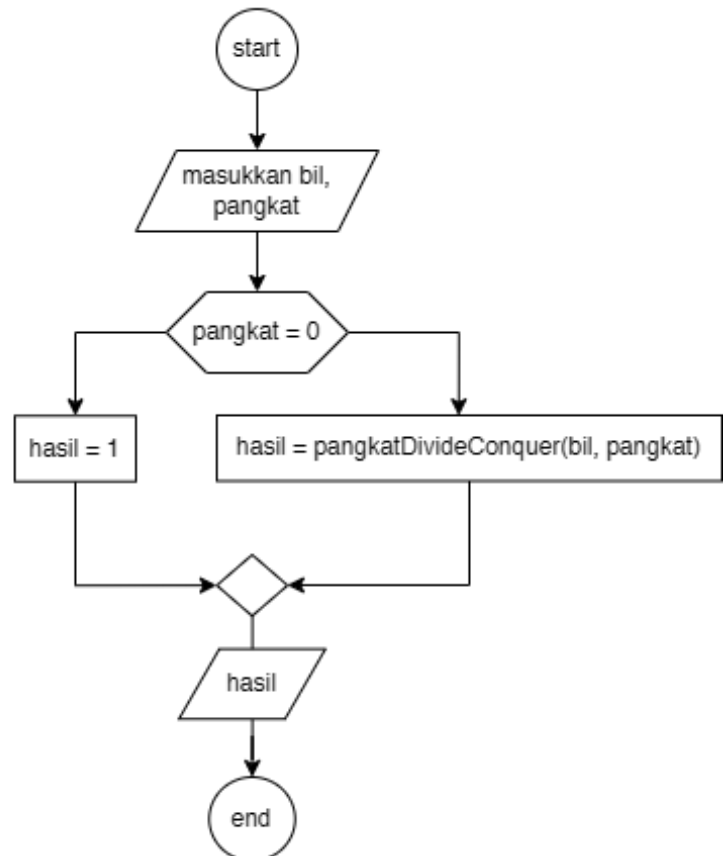 start
masukkan bil,
pangkat
pangkat = 0
hasil = 1
hasil = pangkatDivideConquer(bil, pangkat)
hasil
end